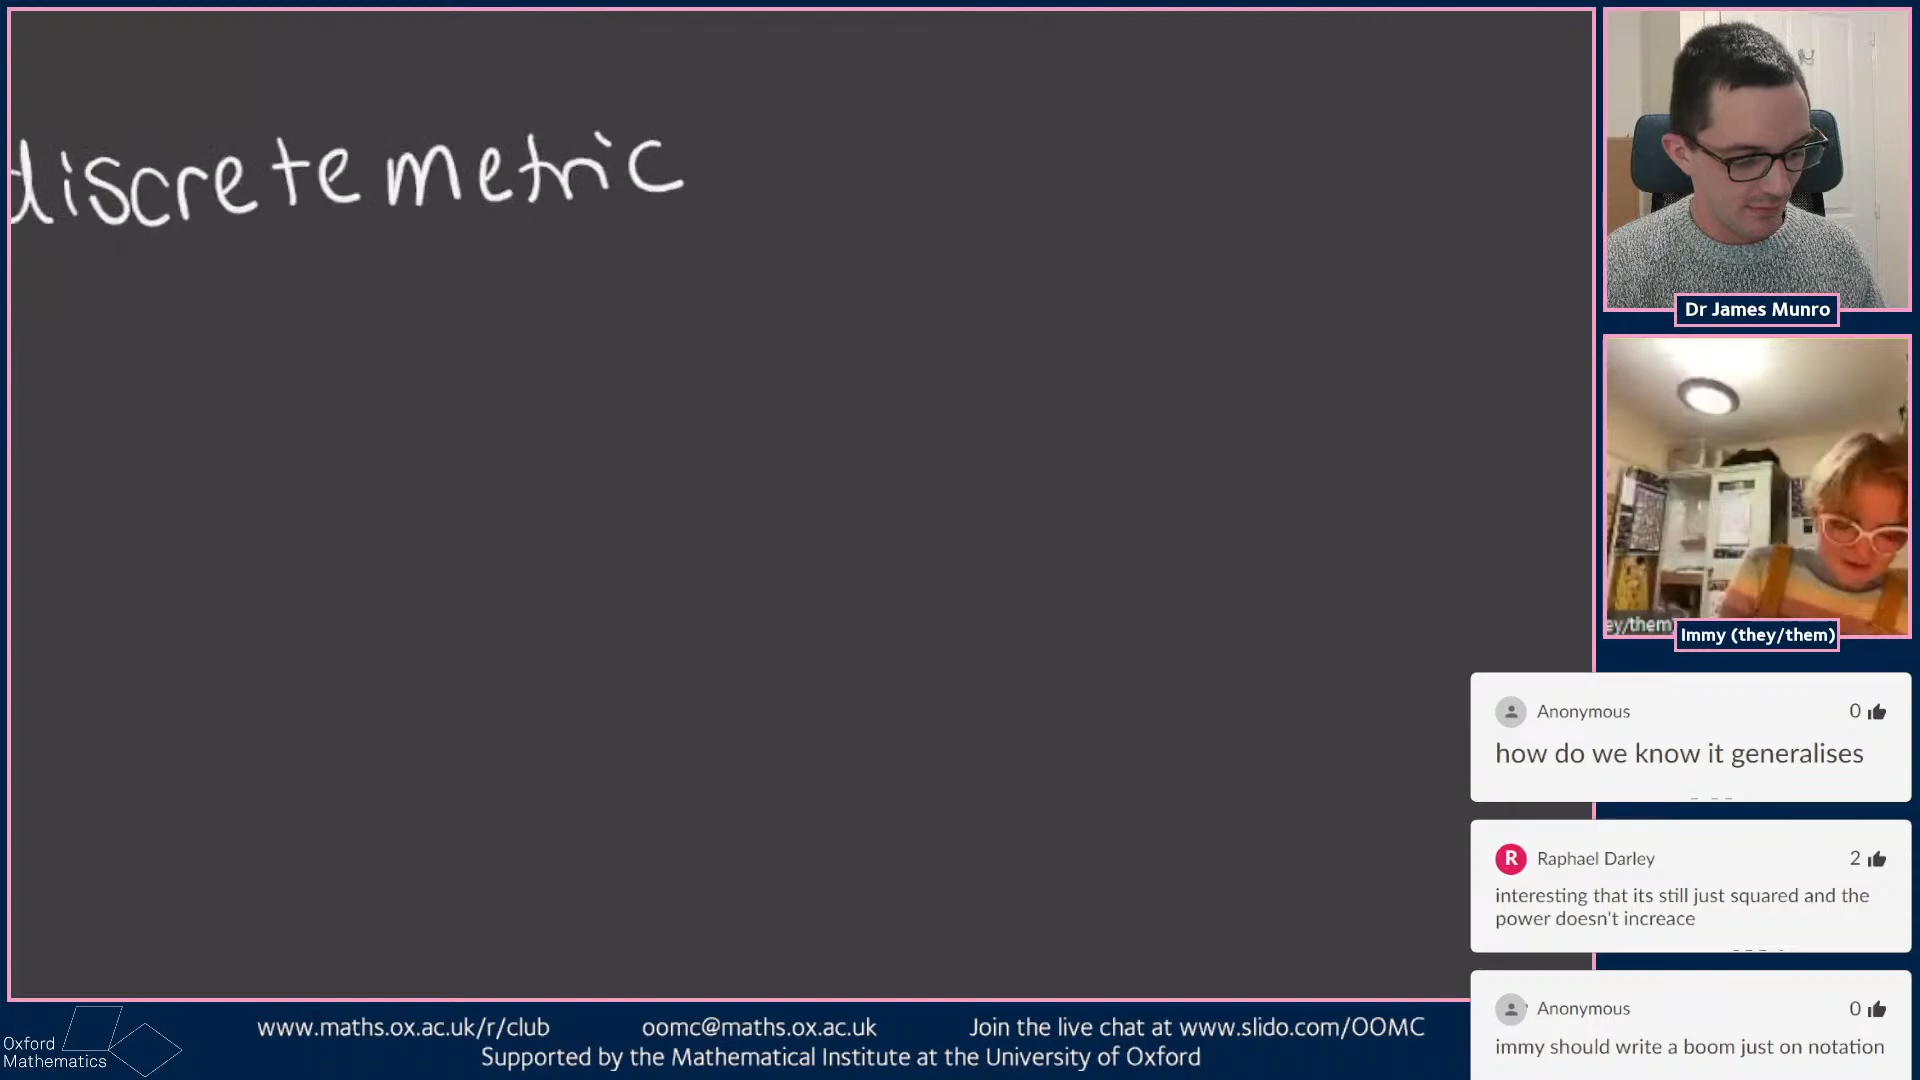 discrete metric
Dr James Munro
ey/them)
Immy (they/them)
Anonymous
0
how do we know it generalises
R
Raphael Darley
2
interesting that its still just squared and the
power doesn't increace
Anonymous
0
immy should write a boom just on notation
Oxford
Mathematics
www.maths.ox.ac.uk/r/club
oomc@maths.ox.ac.uk
Join the live chat at www.slido.com/OOMC
Supported by the Mathematical Institute at the University of Oxford